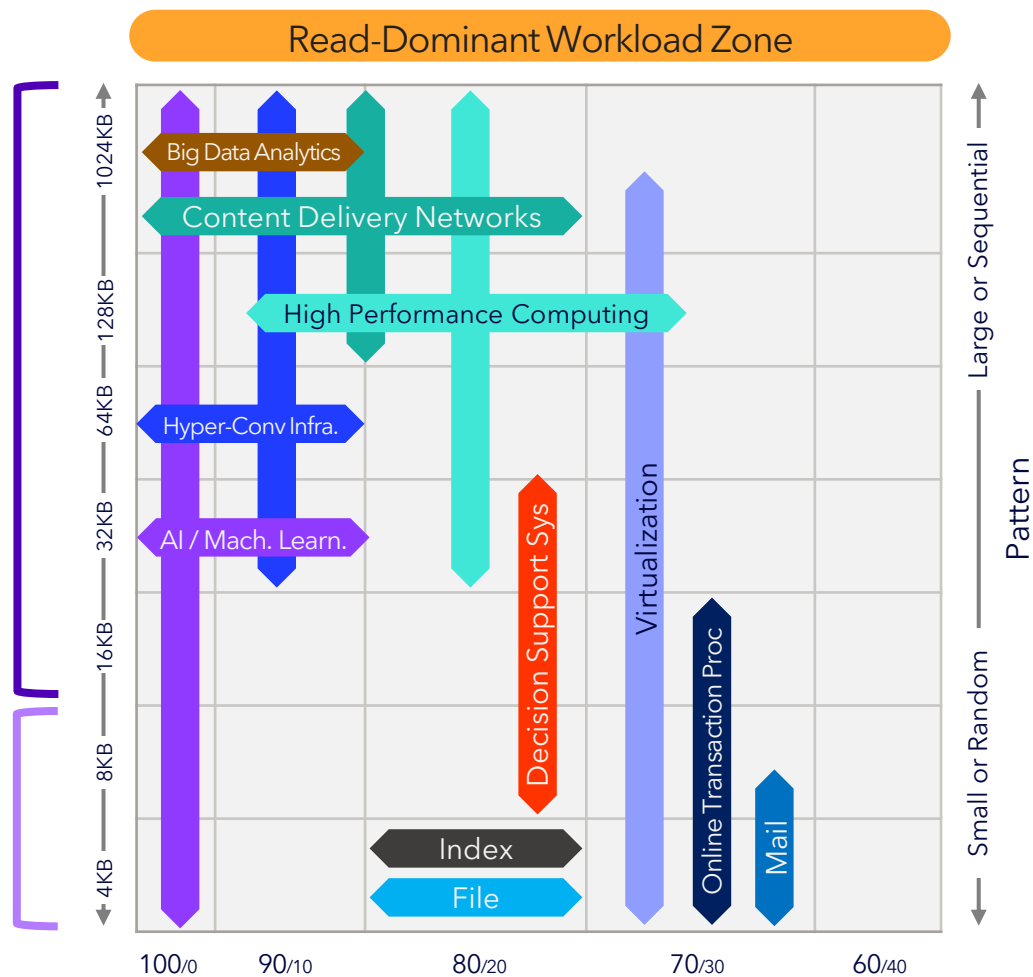 Read-Dominant Workload Zone
1024KB
128KB
64KB
32KB
16KB
8KB
4KB
Big Data Analytics
Content Delivery Networks
High Performance Computing
Hyper-Conv Infra.
AI / Mach. Learn.
Decision Support Sys
Virtualization
Online Transaction Proc
Mail
Index
File
Large or Sequential
Small or Random
Pattern
100/0
90/10
80/20
70/30
60/40